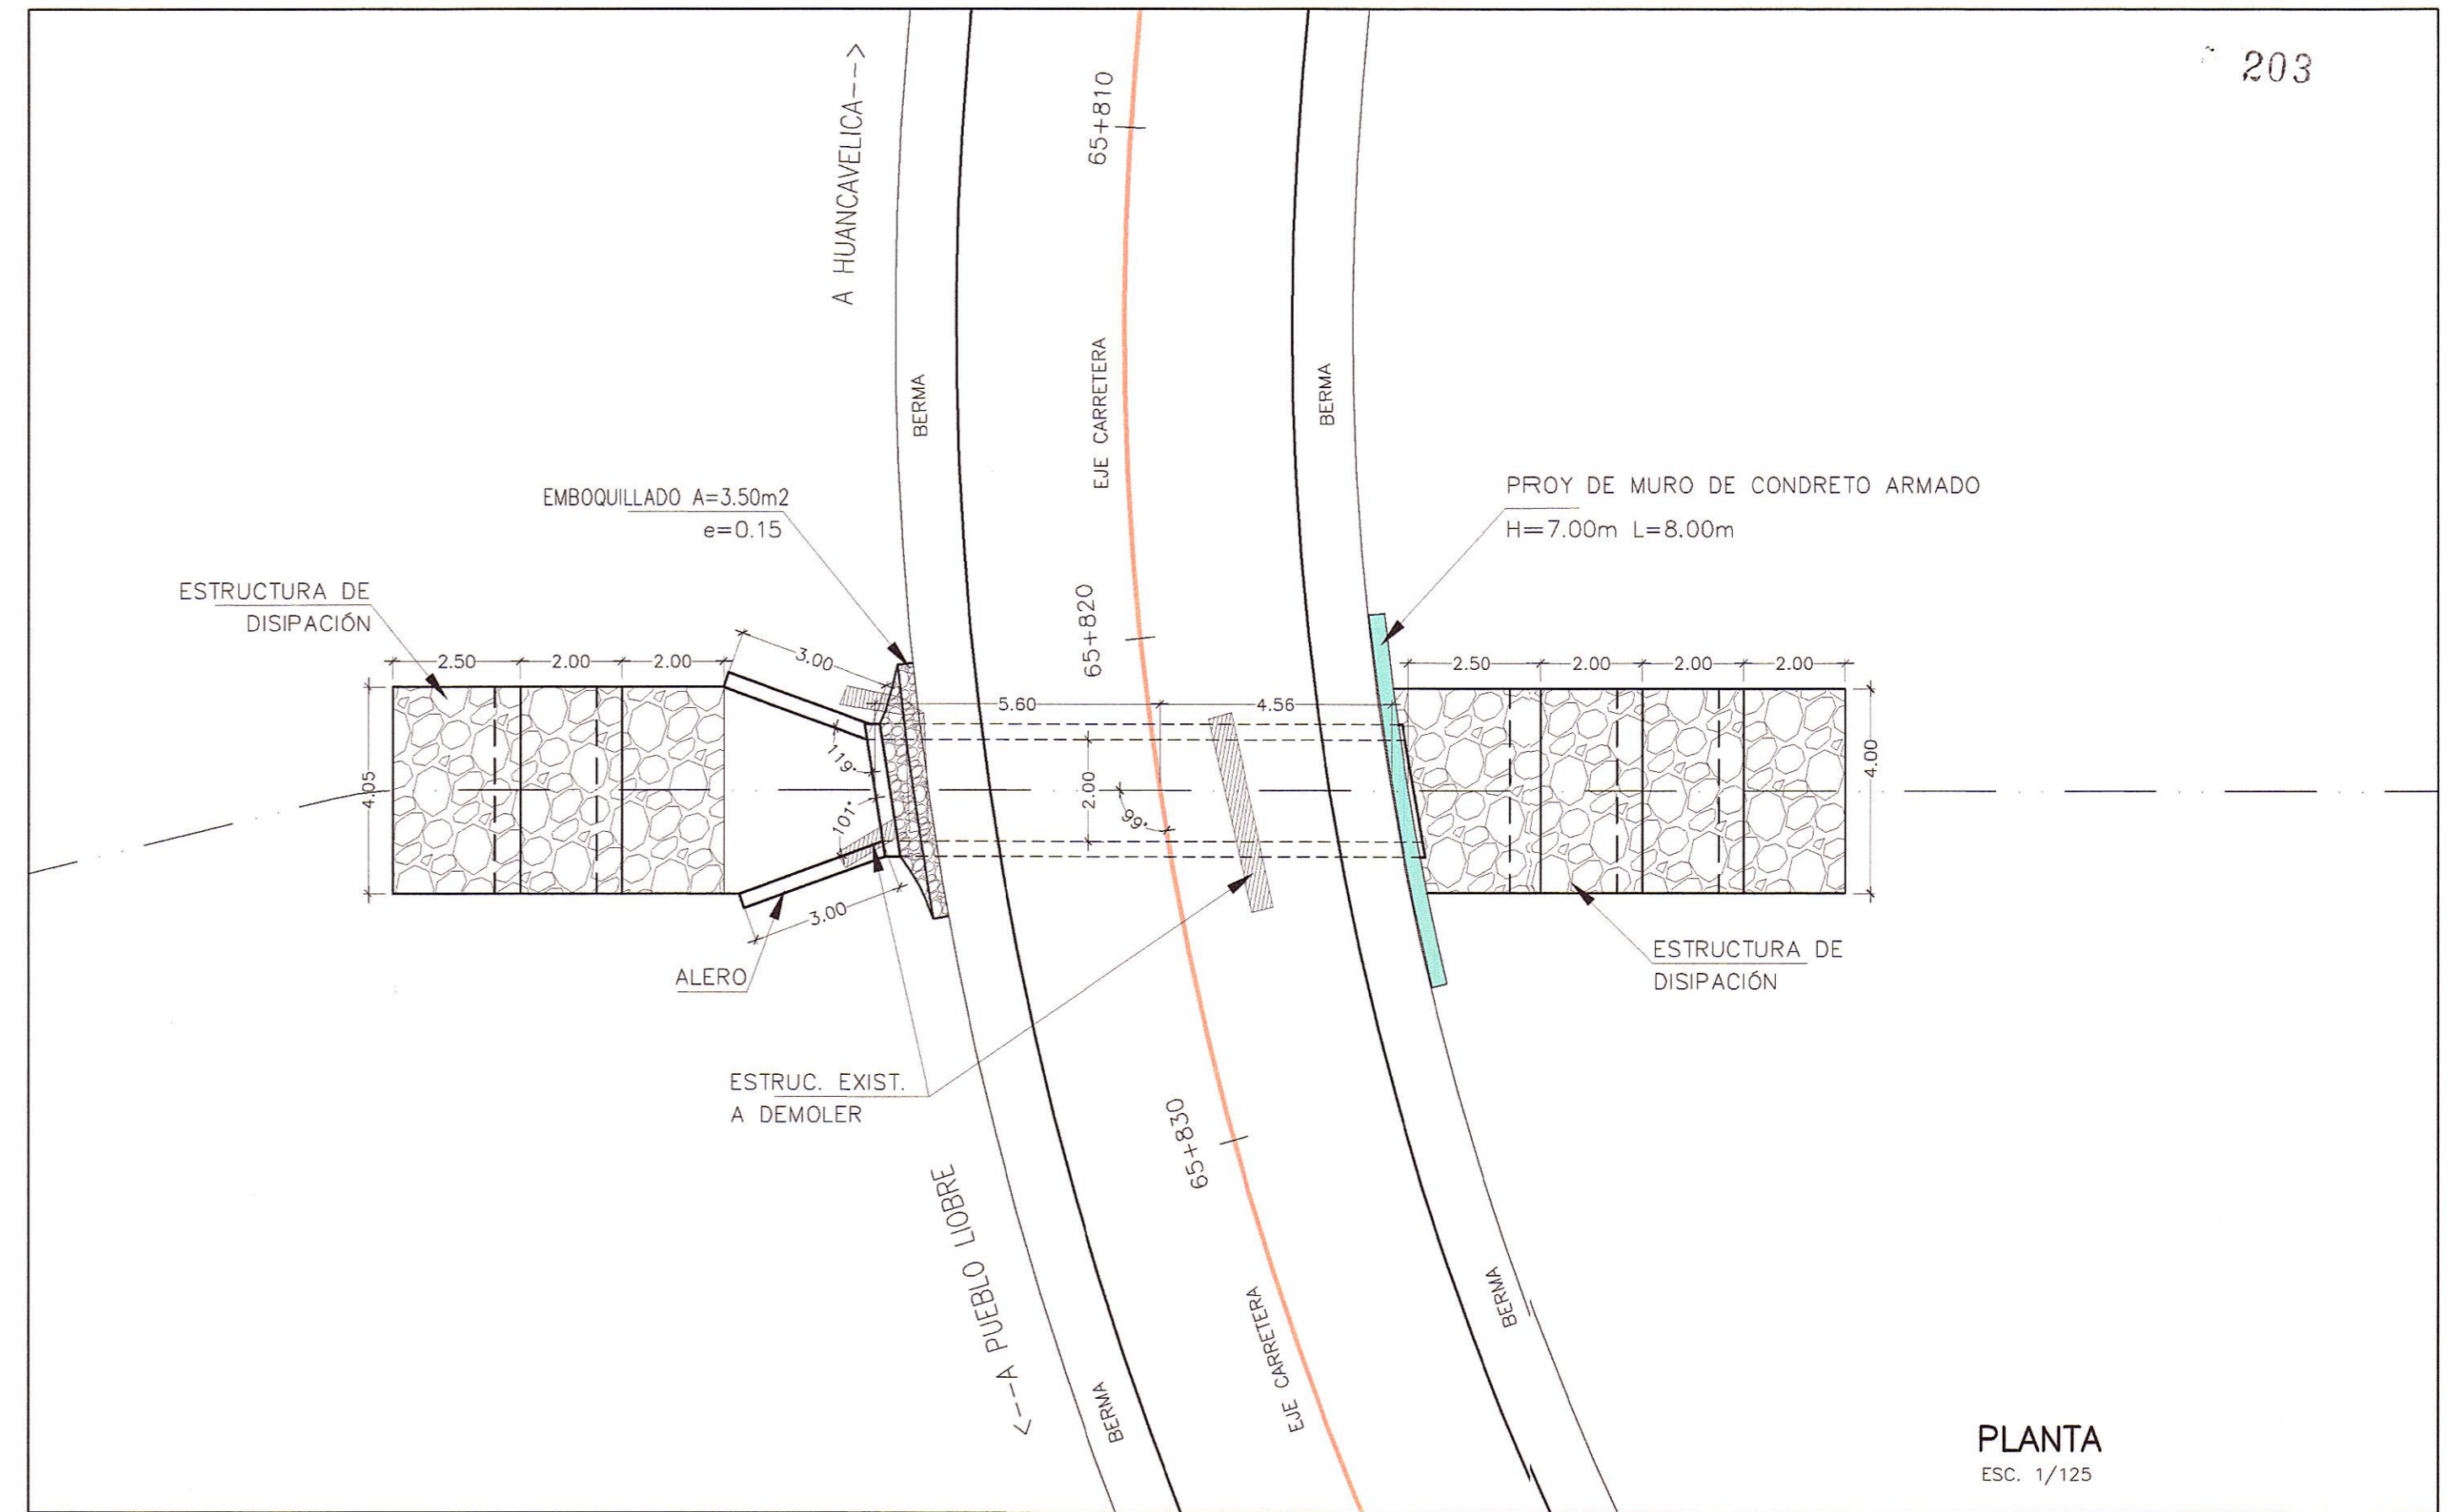 203
A HUANCAVELICA--->
65+810
BERMA
EJE CARRETERA
BERMA
EMBOQUILLADO A=3.50m2
e=0.15
PROY DE MURO DE CONDRETO ARMADO
H=7.00m L=8.00m
ESTRUCTURA DE
DISIPACIÓN
65+820
2.50
2.00
2.00
3.00
2.50
2.00
2.00
2.00
5.60
4.56
4.05
119°
101°
2.00
99°
4.00
3.00
ALERO
ESTRUCTURA DE
DISIPACIÓN
ESTRUC. EXIST.
A DEMOLER
65+830
<---A PUEBLO LIOBRE
BERMA
EJE CARRETERA
BERMA
PLANTA
ESC. 1/125